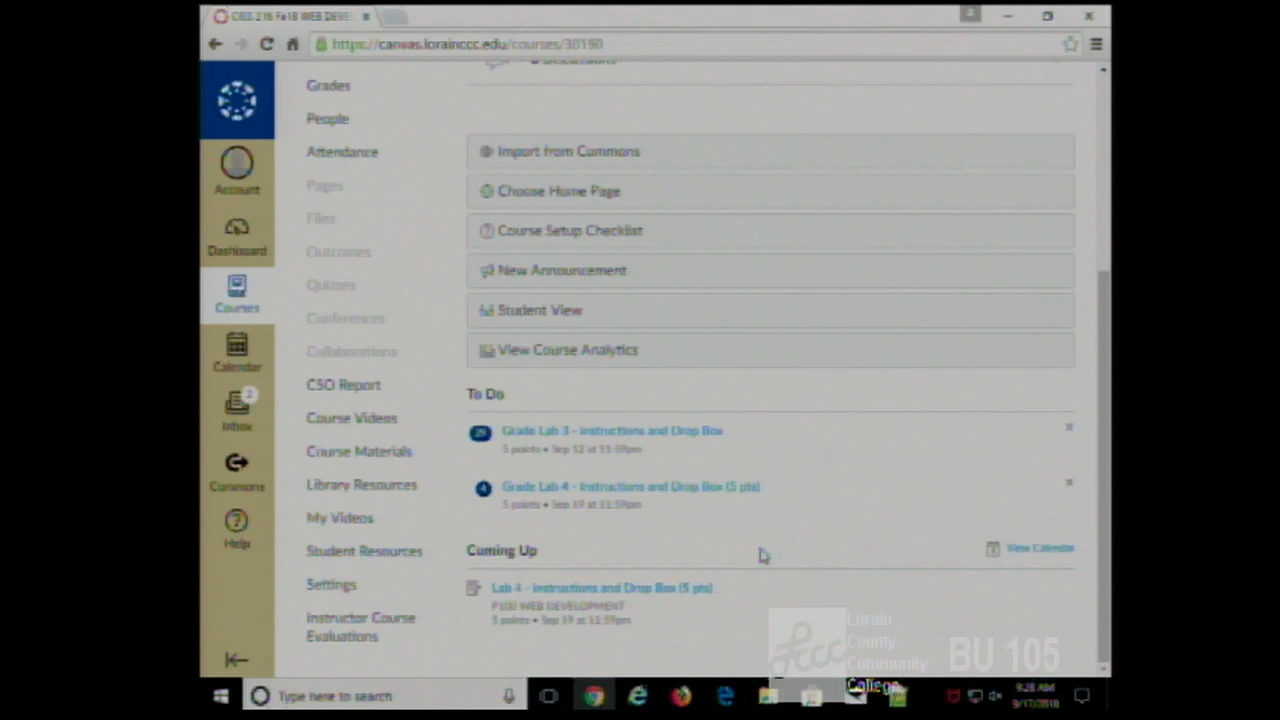 CISS 216 Fa18 WEB DEVE
https://canvas.lorainccc.edu/courses/30190
Discussions
Grades
People
Attendance
Pages
Files
Outcomes
Quizzes
Conferences
Collaborations
CSO Report
Course Videos
Course Materials
Library Resources
My Videos
Student Resources
Settings
Instructor Course
Evaluations
Account
Dashboard
Courses
Calendar
2
Inbox
Commons
Help
Import from Commons
Choose Home Page
Course Setup Checklist
New Announcement
Student View
View Course Analytics
To Do
29 Grade Lab 3 - Instructions and Drop Box
5 points • Sep 12 at 11:59pm
4 Grade Lab 4 - Instructions and Drop Box (5 pts)
5 points • Sep 19 at 11:59pm
Coming Up
View Calendar
Lab 4 - Instructions and Drop Box (5 pts)
WEB DEVELOPMENT
5 points • Sep 19 at 11:59pm
Lorain
County
Community
College
BU 105
Type here to search
9:28 AM
9/17/2018